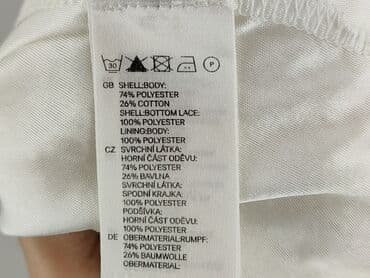 30
P
GB SHELL:BODY:
74% POLYESTER
26% COTTON
SHELL:BOTTOM LACE:
100% POLYESTER
LINING:BODY:
100% POLYESTER
CZ SVRCHNÍ LÁTKA:
HORNÍ ČÁST ODĚVU:
74% POLYESTER
26% BAVLNA
SVRCHNÍ LÁTKA:
SPODNÍ KRAJKA:
100% POLYESTER
PODŠÍVKA:
HORNÍ ČÁST ODĚVU:
100% POLYESTER
DE OBERMATERIAL:RUMPF:
74% POLYESTER
26% BAUMWOLLE
OBERMATERIAL: